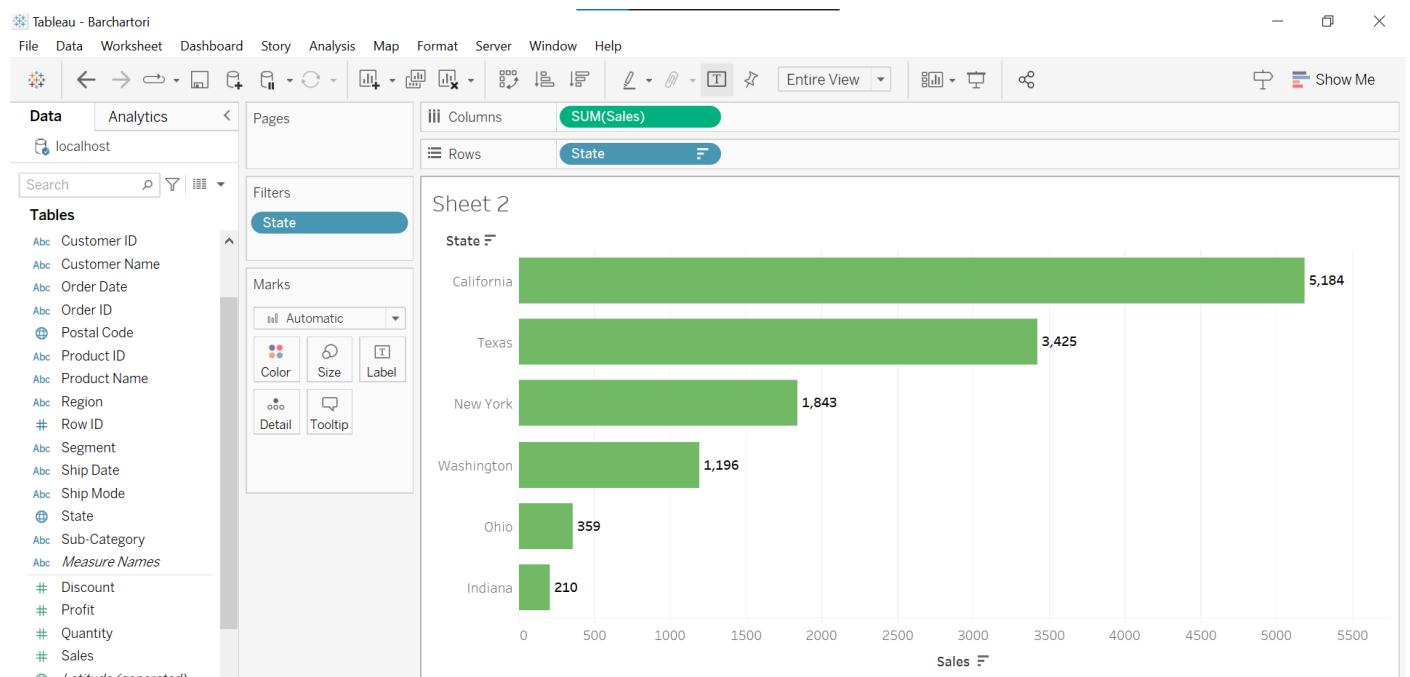 Tableau - Barchartori
File Data Worksheet Dashboard Story Analysis Map Format Server Window Help
Entire View Show Me
Data Analytics
localhost
Search
Tables
Abc Customer ID
Abc Customer Name
Abc Order Date
Abc Order ID
Postal Code
Abc Product ID
Abc Product Name
Abc Region
# Row ID
Abc Segment
Abc Ship Date
Abc Ship Mode
State
Abc Sub-Category
Abc Measure Names
# Discount
# Profit
# Quantity
# Sales
Latitude (generated)
Pages
Filters
State
Marks
Automatic
Color Size Label
Detail Tooltip
Columns SUM(Sales)
Rows State
Sheet 2
State
California 5,184
Texas 3,425
New York 1,843
Washington 1,196
Ohio 359
Indiana 210
0 500 1000 1500 2000 2500 3000 3500 4000 4500 5000 5500
Sales